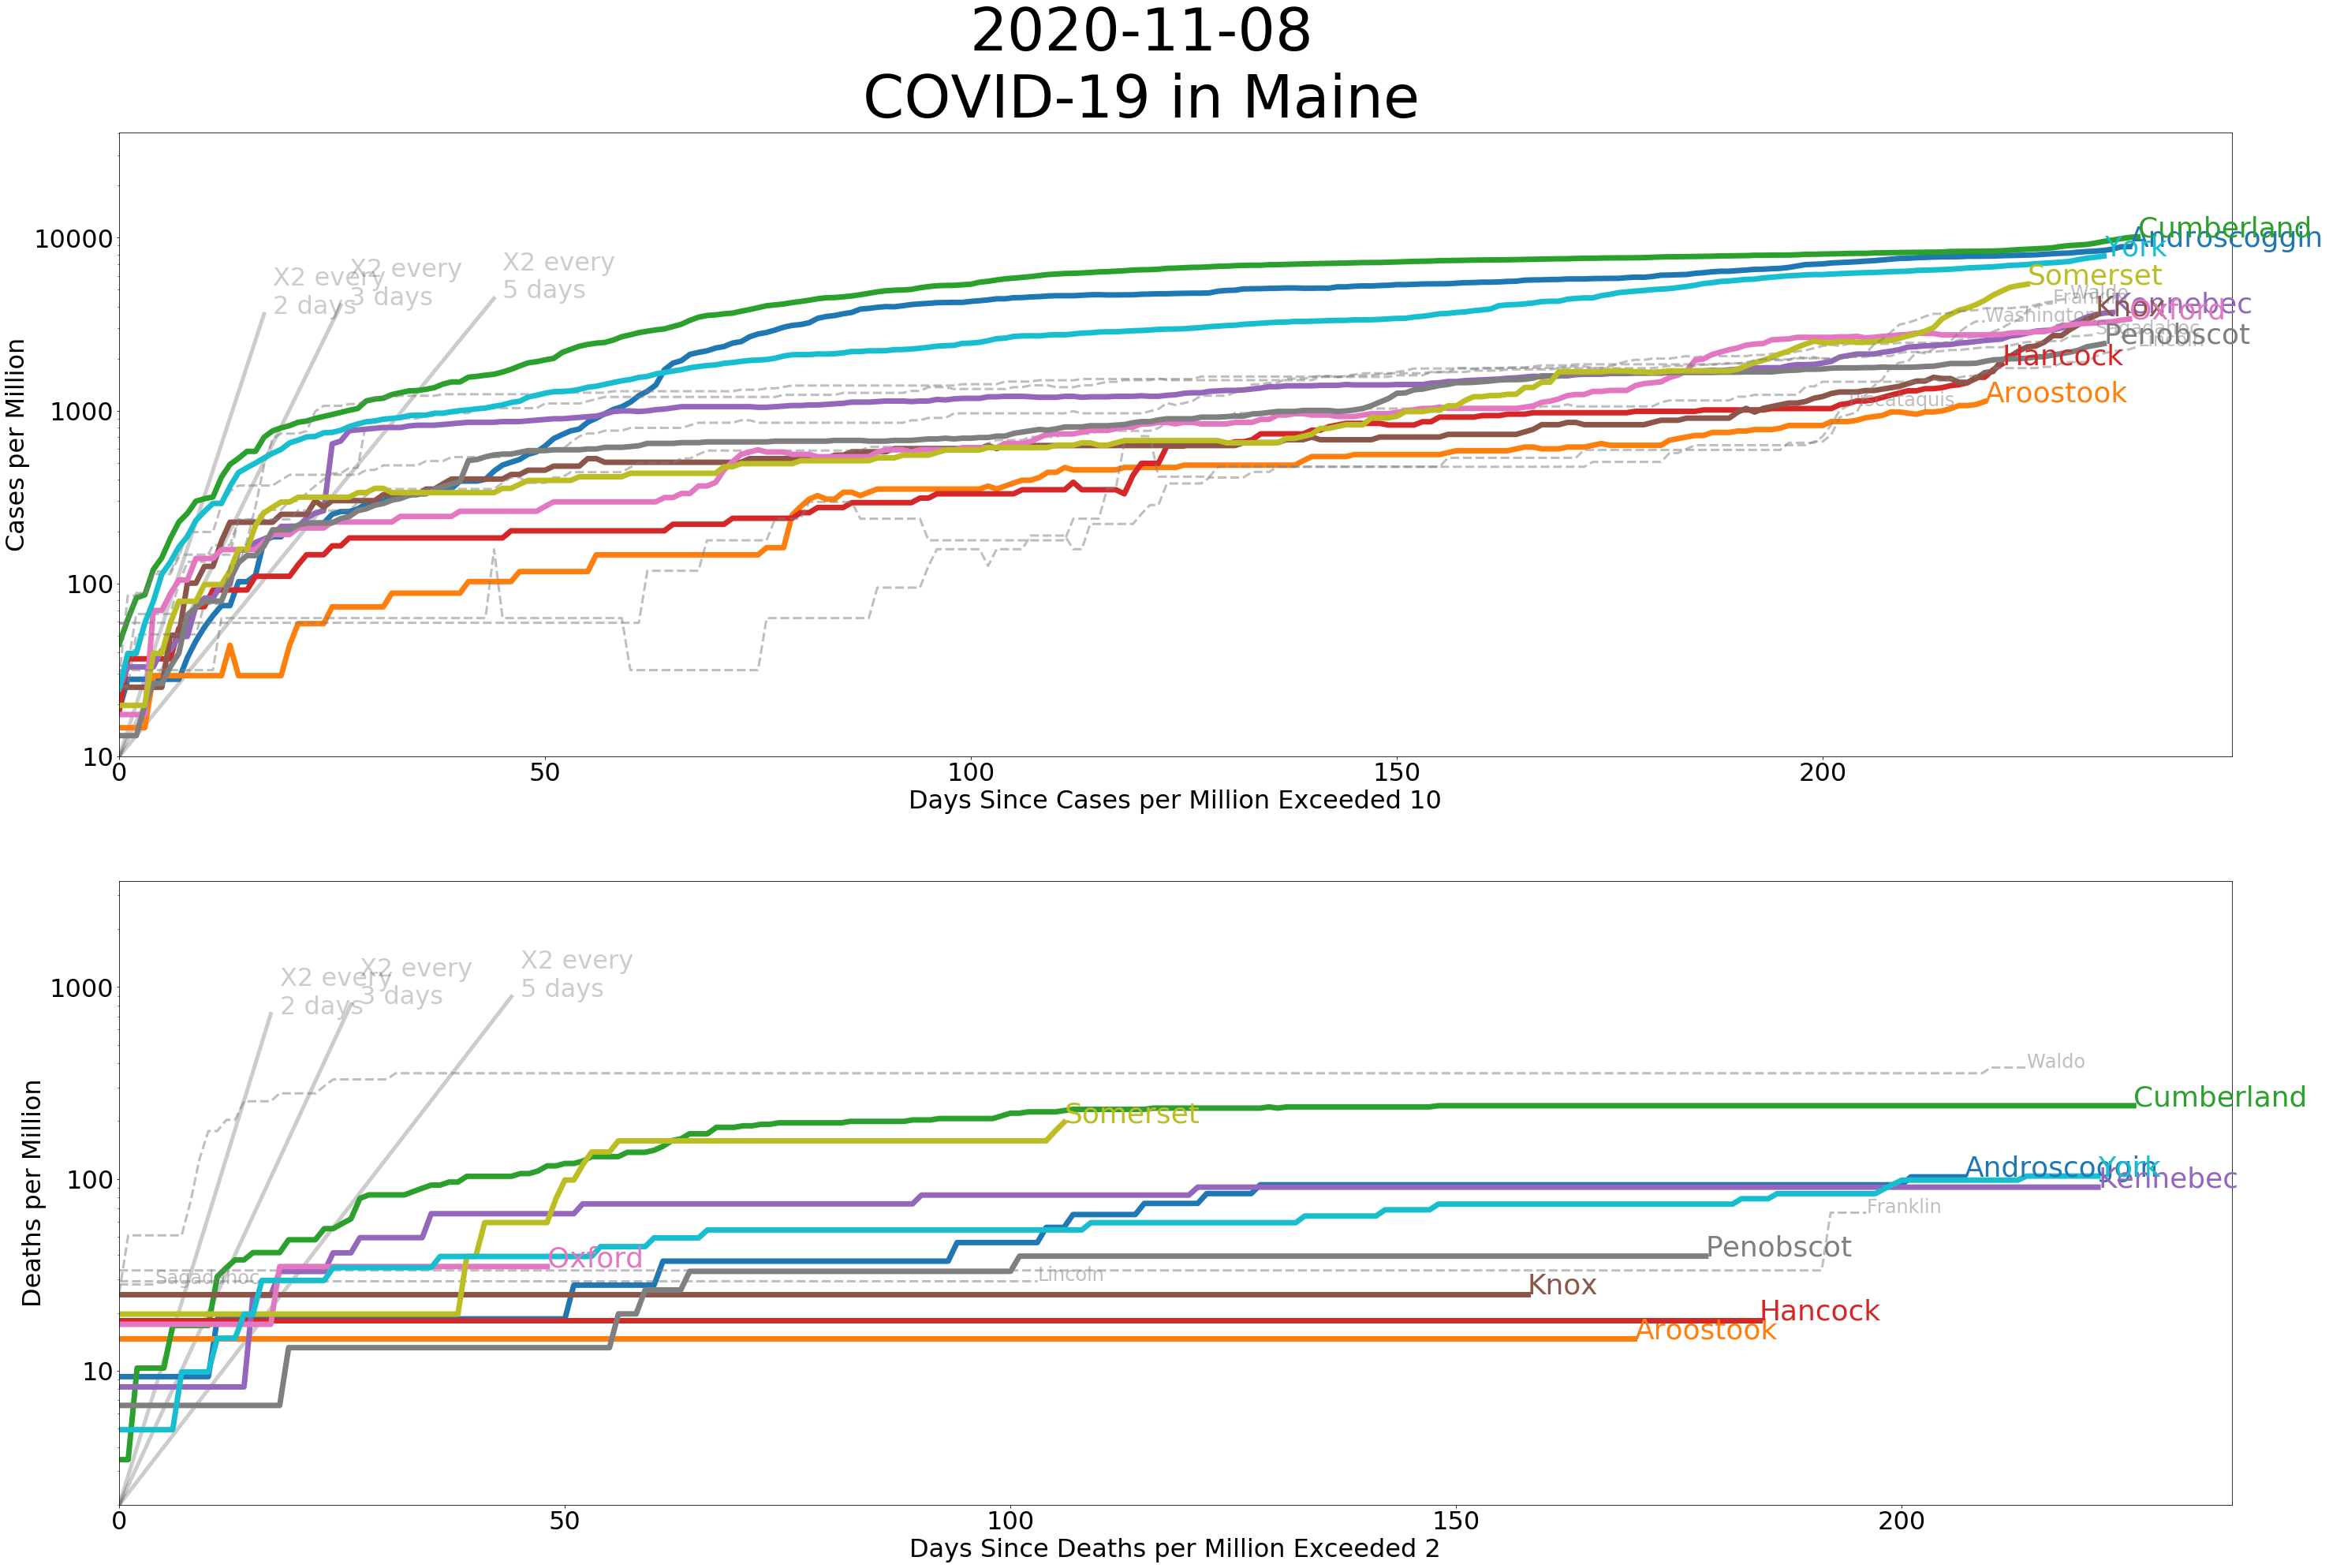 2020-11-08
COVID-19 in Maine
Cases per Million
10000
1000
100
10
X2 every
2 days
X2 every
3 days
X2 every
5 days
Cumberland
Androscoggin
York
Somerset
Waldo
Franklin
Kennebec
Knox
Oxford
Washington
Sagadahoc
Penobscot
Lincoln
Hancock
Aroostook
Piscataquis
0
50
100
150
200
Days Since Cases per Million Exceeded 10
Deaths per Million
1000
100
10
X2 every
2 days
X2 every
3 days
X2 every
5 days
Waldo
Cumberland
Somerset
Androscoggin
York
Kennebec
Franklin
Penobscot
Oxford
Sagadahoc
Lincoln
Knox
Hancock
Aroostook
0
50
100
150
200
Days Since Deaths per Million Exceeded 2